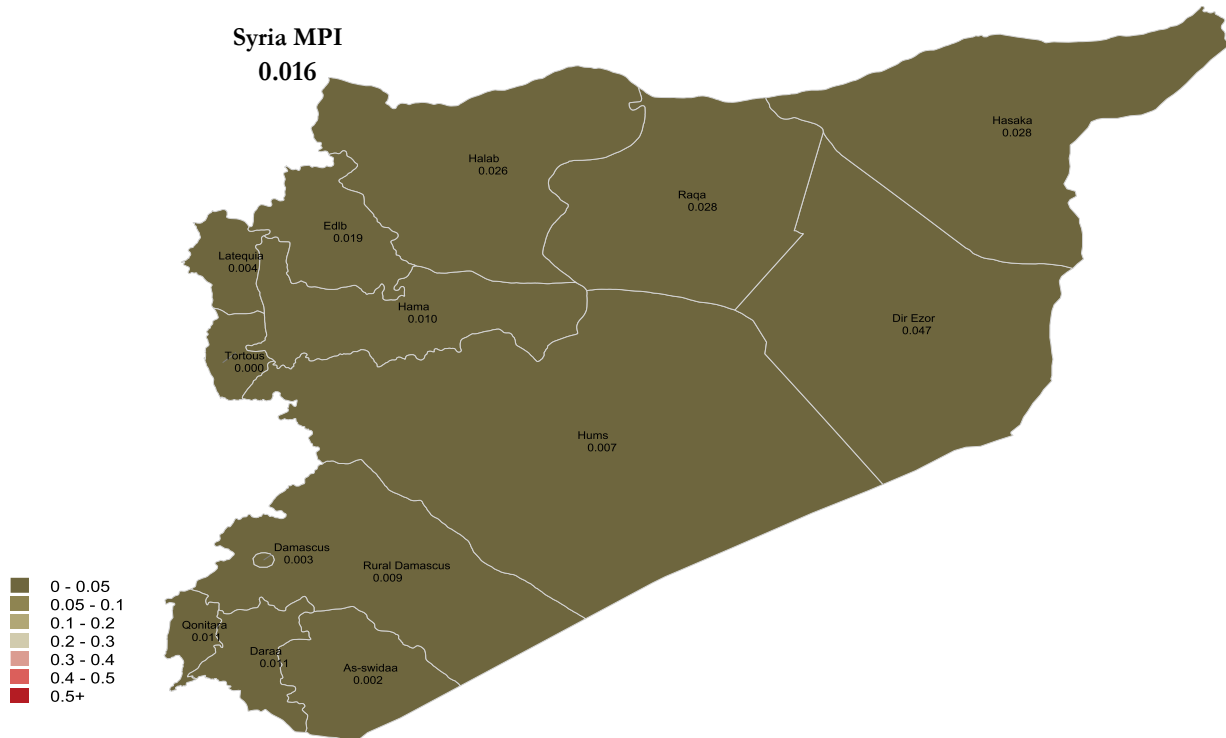 Syria MPI
0.016
Hasaka
0.028
Halab
0.026
Raqa
0.028
Edlb
0.019
Latequia
0.004
Hama
0.010
Dir Ezor
0.047
Tortous
0.000
Hums
0.007
Damascus
0.003
Rural Damascus
0.009
Qonitara
0.011
Daraa
0.011
As-swidaa
0.002
0 - 0.05
0.05 - 0.1
0.1 - 0.2
0.2 - 0.3
0.3 - 0.4
0.4 - 0.5
0.5+